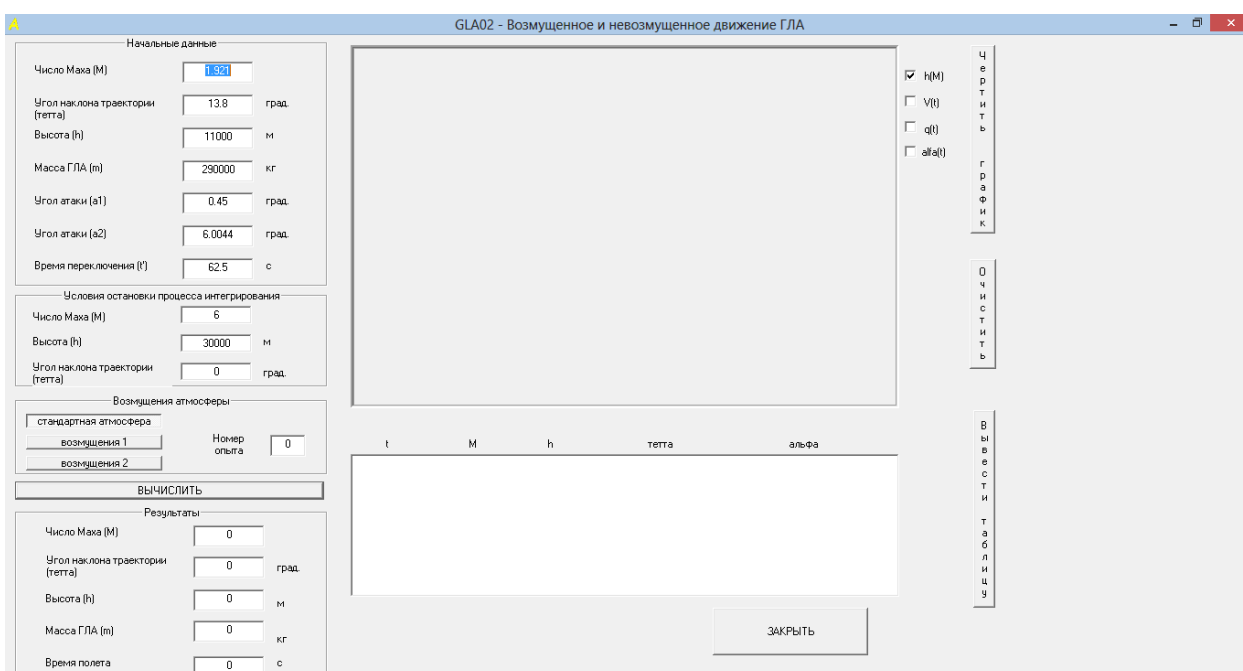 GLA02 - Возмущенное и невозмущенное движение ГЛА
Начальные данные
Число Маха (M) 1.921
Угол наклона траектории (тетта) 13.8 град.
Высота (h) 11000 м
Масса ГЛА (m) 290000 кг
Угол атаки (a1) 0.45 град.
Угол атаки (a2) 6.0044 град.
Время переключения (t') 62.5 с
Условия остановки процесса интегрирования
Число Маха (M) 6
Высота (h) 30000 м
Угол наклона траектории (тетта) 0 град.
Возмущения атмосферы
стандартная атмосфера
возмущения 1
возмущения 2
Номер опыта 0
ВЫЧИСЛИТЬ
Результаты
Число Маха (M) 0
Угол наклона траектории (тетта) 0 град.
Высота (h) 0 м
Масса ГЛА (m) 0 кг
Время полета 0 с
h(M)
V(t)
q(t)
alfa(t)
Чертить график
Очистить
Вывести таблицу
t M h тетта альфа
ЗАКРЫТЬ